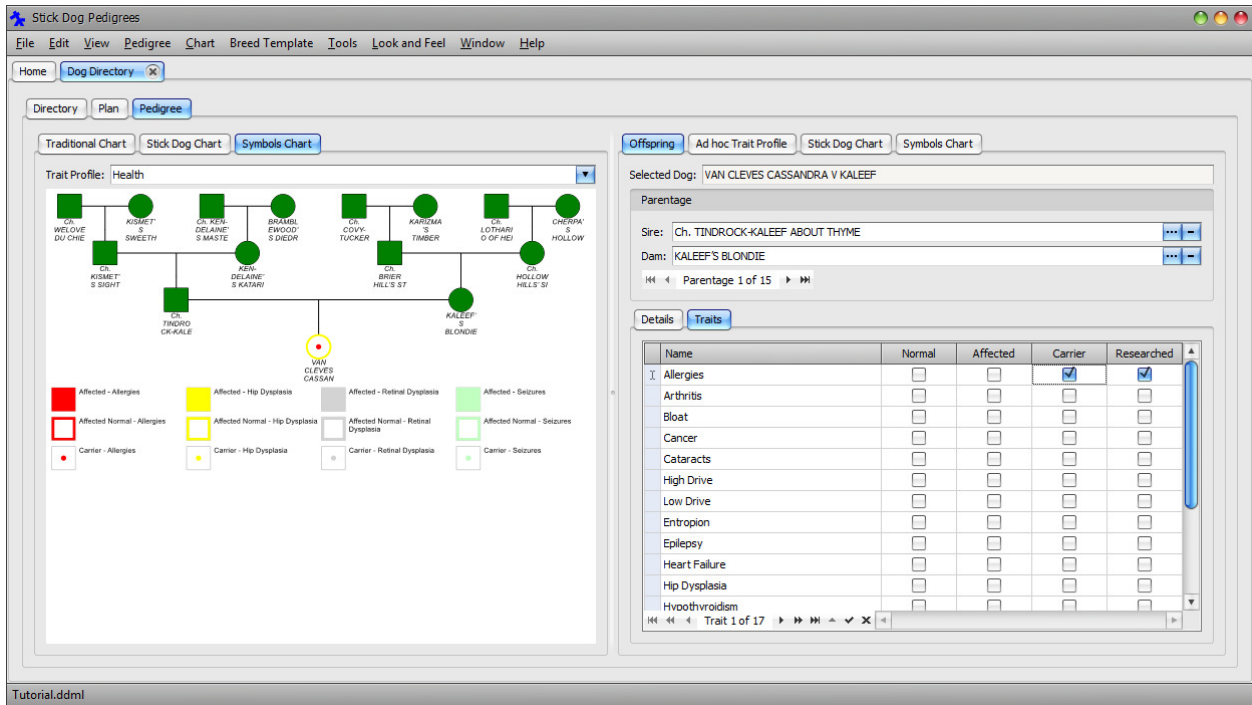 Stick Dog Pedigrees
File Edit View Pedigree Chart Breed Template Tools Look and Feel Window Help
Home Dog Directory
Directory Plan Pedigree
Traditional Chart Stick Dog Chart Symbols Chart
Trait Profile: Health
Ch. WELOVE DU CHIE
KISMET' S SWEETH
Ch. KEN- DELAINE' S MASTE
BRAMBL EWOOD' S DIEDR
Ch. COVY- TUCKER
KARIZMA 'S TIMBER
Ch. LOTHARI O OF HEI
CHERPA' S HOLLOW
Ch. KISMET' S SIGHT
KEN- DELAINE' S KATARI
Ch. BRIER HILL'S ST
Ch. HOLLOW HILLS' SI
Ch. TINDRO CK-KALE
KALEEF' S BLONDIE
VAN CLEVES CASSAN
Affected - Allergies
Affected - Hip Dysplasia
Affected - Retinal Dysplasia
Affected - Seizures
Affected Normal - Allergies
Affected Normal - Hip Dysplasia
Affected Normal - Retinal Dysplasia
Affected Normal - Seizures
Carrier - Allergies
Carrier - Hip Dysplasia
Carrier - Retinal Dysplasia
Carrier - Seizures
Offspring Ad hoc Trait Profile Stick Dog Chart Symbols Chart
Selected Dog: VAN CLEVES CASSANDRA V KALEEF
Parentage
Sire: Ch. TINDROCK-KALEEF ABOUT THYME
Dam: KALEEF'S BLONDIE
Parentage 1 of 15
Details Traits
Name Normal Affected Carrier Researched
Allergies
Arthritis
Bloat
Cancer
Cataracts
High Drive
Low Drive
Entropion
Epilepsy
Heart Failure
Hip Dysplasia
Hypothyroidism
Trait 1 of 17
Tutorial.ddml